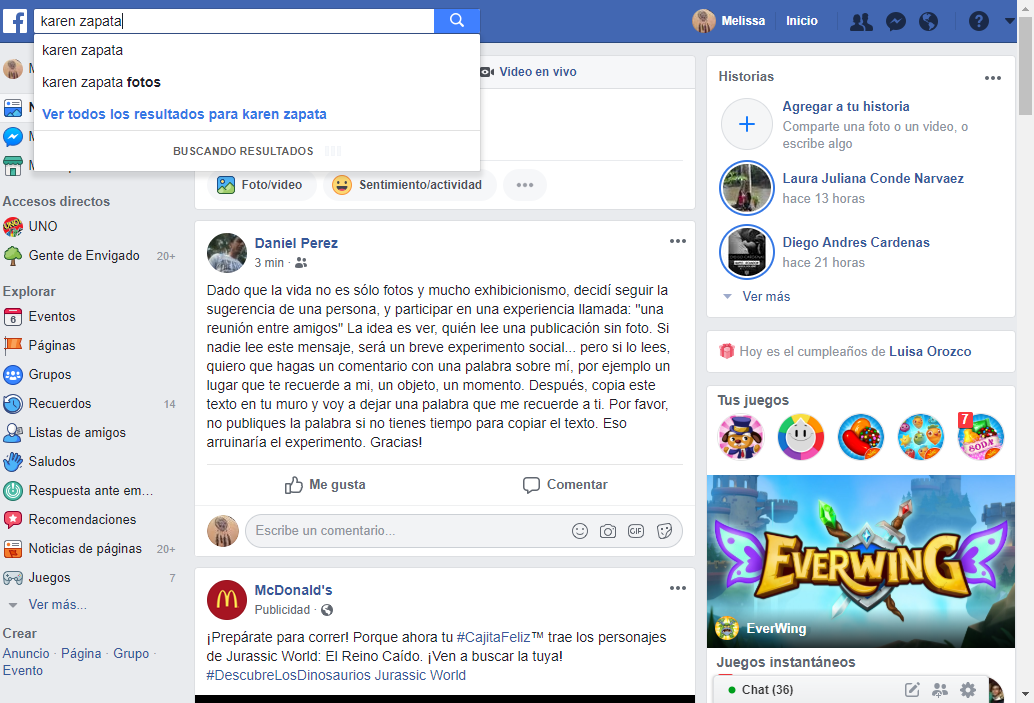 karen zapata
Melissa
Inicio
karen zapata
karen zapata fotos
Ver todos los resultados para karen zapata
BUSCANDO RESULTADOS
M
N
M
M
Video en vivo
Foto/video
Sentimiento/actividad
Accesos directos
UNO
Gente de Envigado 20+
Explorar
6
Eventos
Páginas
Grupos
Recuerdos 14
Listas de amigos
Saludos
Respuesta ante em...
Recomendaciones
Noticias de páginas 20+
Juegos 7
Ver más...
Crear
Anuncio · Página · Grupo ·
Evento
Daniel Perez
3 min ·
Dado que la vida no es sólo fotos y mucho exhibicionismo, decidí seguir la
sugerencia de una persona, y participar en una experiencia llamada: "una
reunión entre amigos" La idea es ver, quién lee una publicación sin foto. Si
nadie lee este mensaje, será un breve experimento social... pero si lo lees,
quiero que hagas un comentario con una palabra sobre mí, por ejemplo un
lugar que te recuerde a mi, un objeto, un momento. Después, copia este
texto en tu muro y voy a dejar una palabra que me recuerde a ti. Por favor,
no publiques la palabra si no tienes tiempo para copiar el texto. Eso
arruinaría el experimento. Gracias!
Me gusta
Comentar
Escribe un comentario...
GIF
McDonald's
Publicidad ·
¡Prepárate para correr! Porque ahora tu #CajitaFeliz™ trae los personajes
de Jurassic World: El Reino Caído. ¡Ven a buscar la tuya!
#DescubreLosDinosaurios Jurassic World
Historias
Agregar a tu historia
Comparte una foto o un video, o
escribe algo
Laura Juliana Conde Narvaez
hace 13 horas
Diego Andres Cardenas
hace 21 horas
Ver más
Hoy es el cumpleaños de Luisa Orozco
Tus juegos
7
SODA
EVERWING
EverWing
Juegos instantáneos
Chat (36)